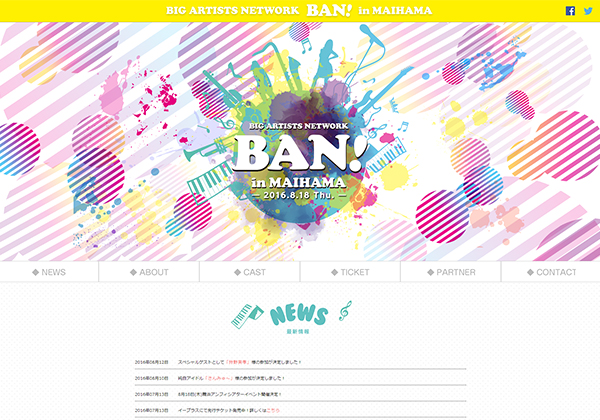 BIG ARTISTS NETWORK BAN! in MAIHAMA
BIG ARTISTS NETWORK
BAN!
in MAIHAMA
2016.8.18 Thu.
◆ NEWS ◆ ABOUT ◆ CAST ◆ TICKET ◆ PARTNER ◆ CONTACT
NEWS
最新情報
2016年08月12日 スペシャルゲストとして「 」様の参加が決定しました！
2016年08月10日 純白アイドル「 」様の参加が決定しました！
2016年07月13日 8月18日(木)舞浜アンフィシアターイベント開催決定！
2016年07月13日 イープラスにて先行チケット発売中！詳しくはこちら